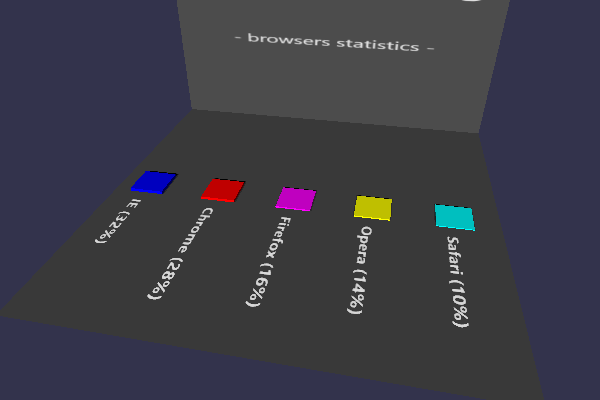 - browsers statistics -
IE (32%)
Chrome (28%)
Firefox (16%)
Opera (14%)
Safari (10%)